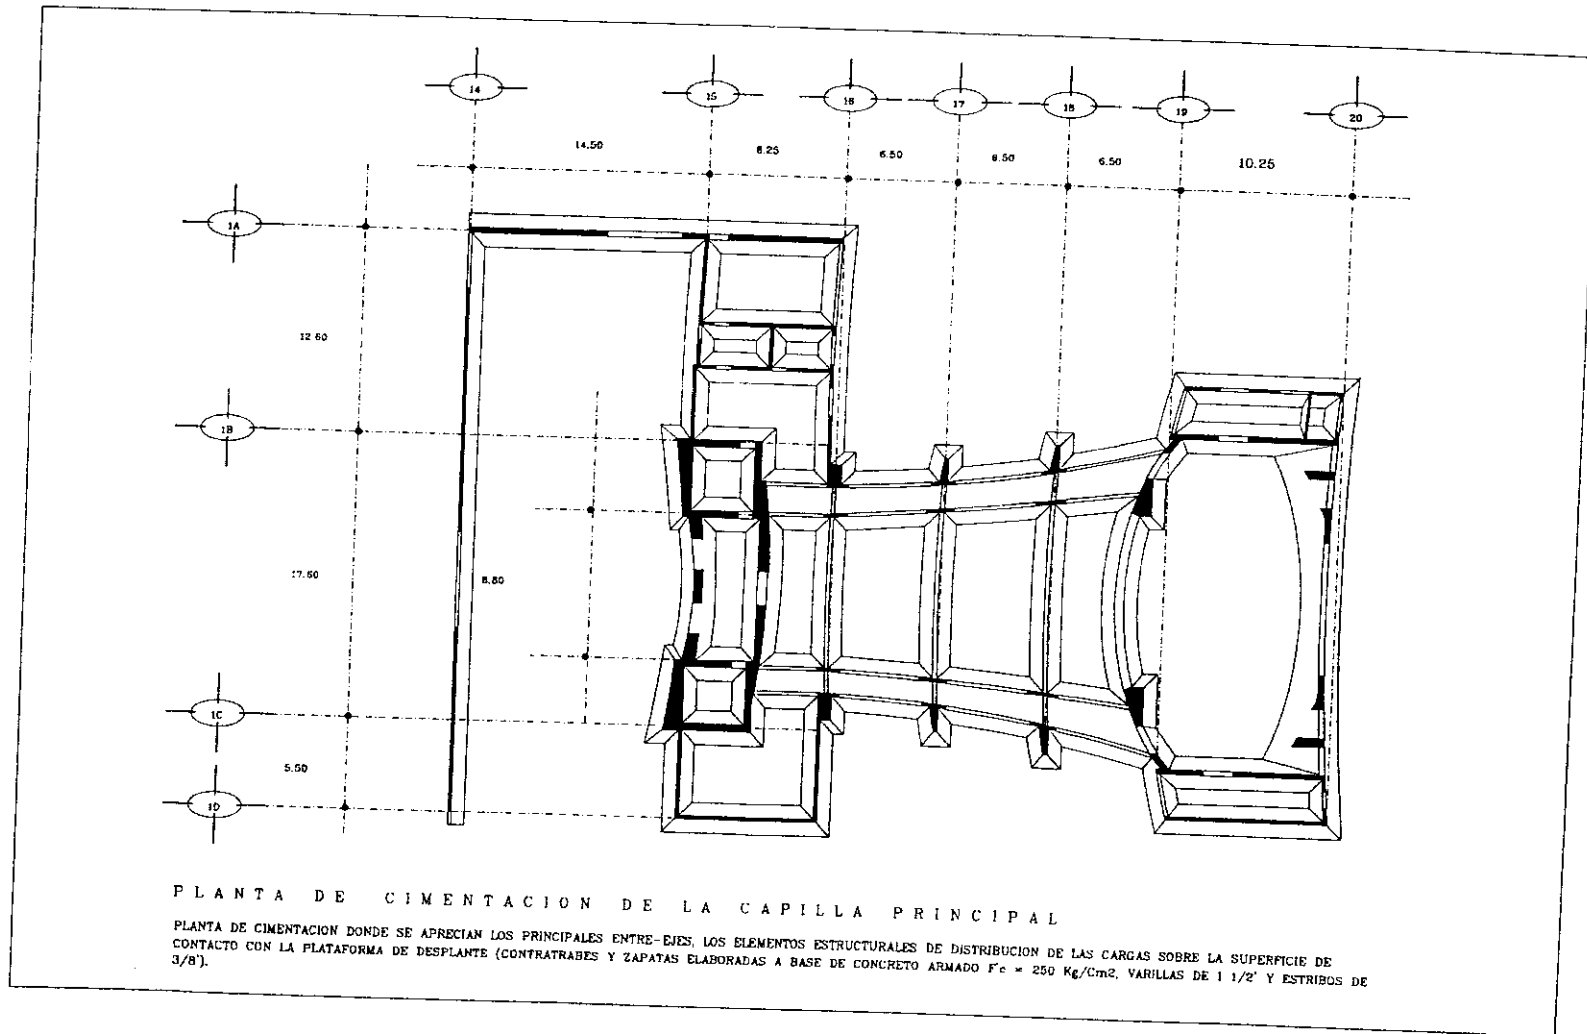 14
15
16
17
18
19
20
14.50
8.25
6.50
6.50
6.50
10.25
1A
12.60
1B
17.60
8.80
1C
5.50
1D
PLANTA DE CIMENTACION DE LA CAPILLA PRINCIPAL
PLANTA DE CIMENTACION DONDE SE APRECIAN LOS PRINCIPALES ENTRE-EJES, LOS ELEMENTOS ESTRUCTURALES DE DISTRIBUCION DE LAS CARGAS SOBRE LA SUPERFICIE DE
CONTACTO CON LA PLATAFORMA DE DESPLANTE (CONTRATRABES Y ZAPATAS ELABORADAS A BASE DE CONCRETO ARMADO F'c = 250 Kg/Cm2, VARILLAS DE 1 1/2' Y ESTRIBOS DE
3/8').